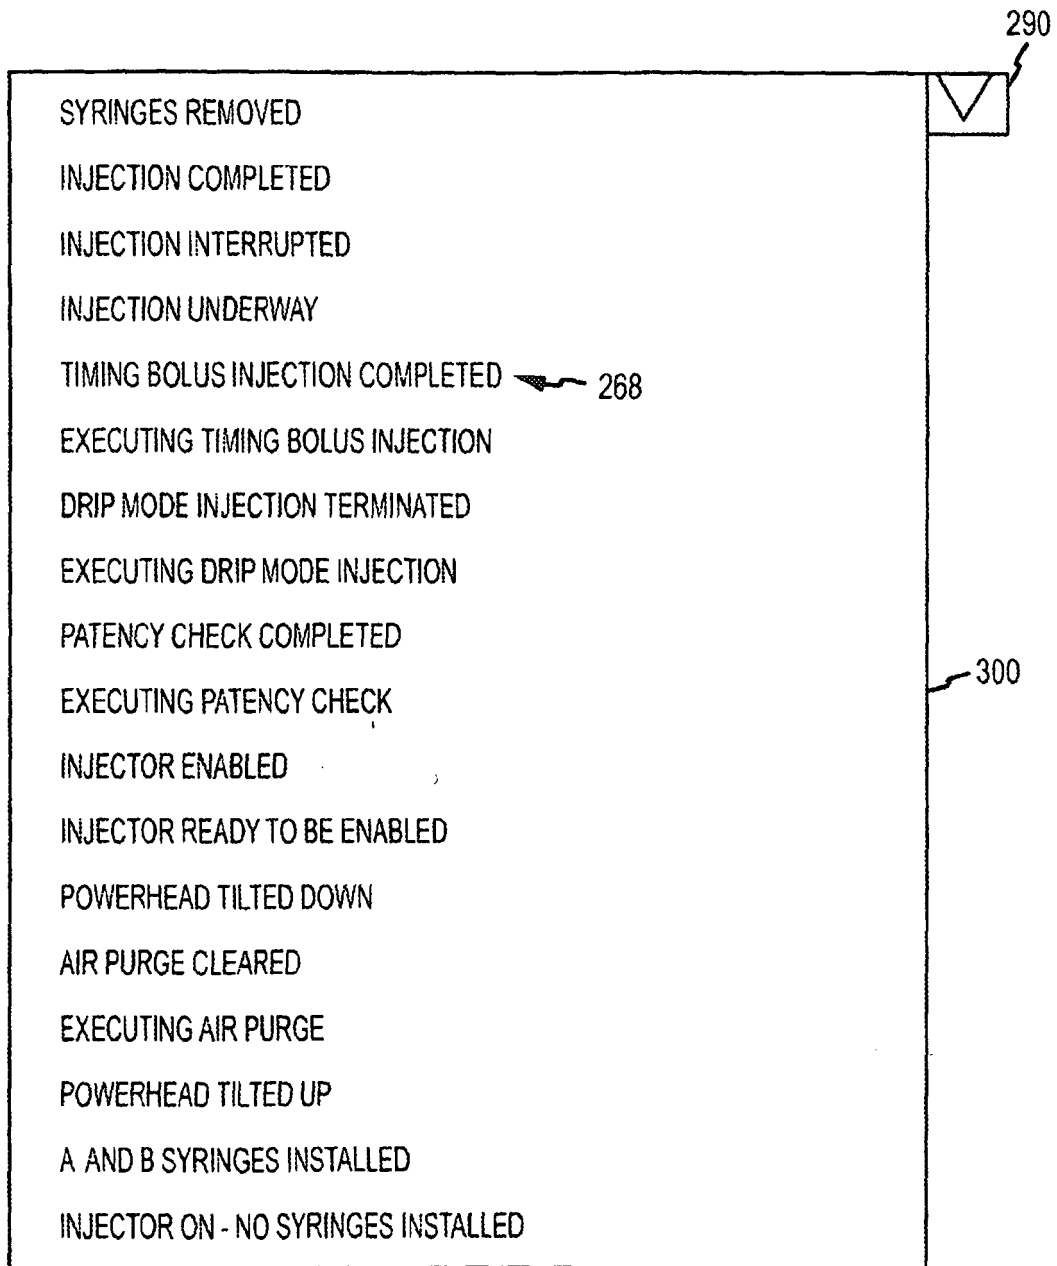 290
SYRINGES REMOVED
INJECTION COMPLETED
INJECTION INTERRUPTED
INJECTION UNDERWAY
TIMING BOLUS INJECTION COMPLETED 268
EXECUTING TIMING BOLUS INJECTION
DRIP MODE INJECTION TERMINATED
EXECUTING DRIP MODE INJECTION
PATENCY CHECK COMPLETED
300
EXECUTING PATENCY CHECK
INJECTOR ENABLED
INJECTOR READY TO BE ENABLED
POWERHEAD TILTED DOWN
AIR PURGE CLEARED
EXECUTING AIR PURGE
POWERHEAD TILTED UP
A AND B SYRINGES INSTALLED
INJECTOR ON - NO SYRINGES INSTALLED